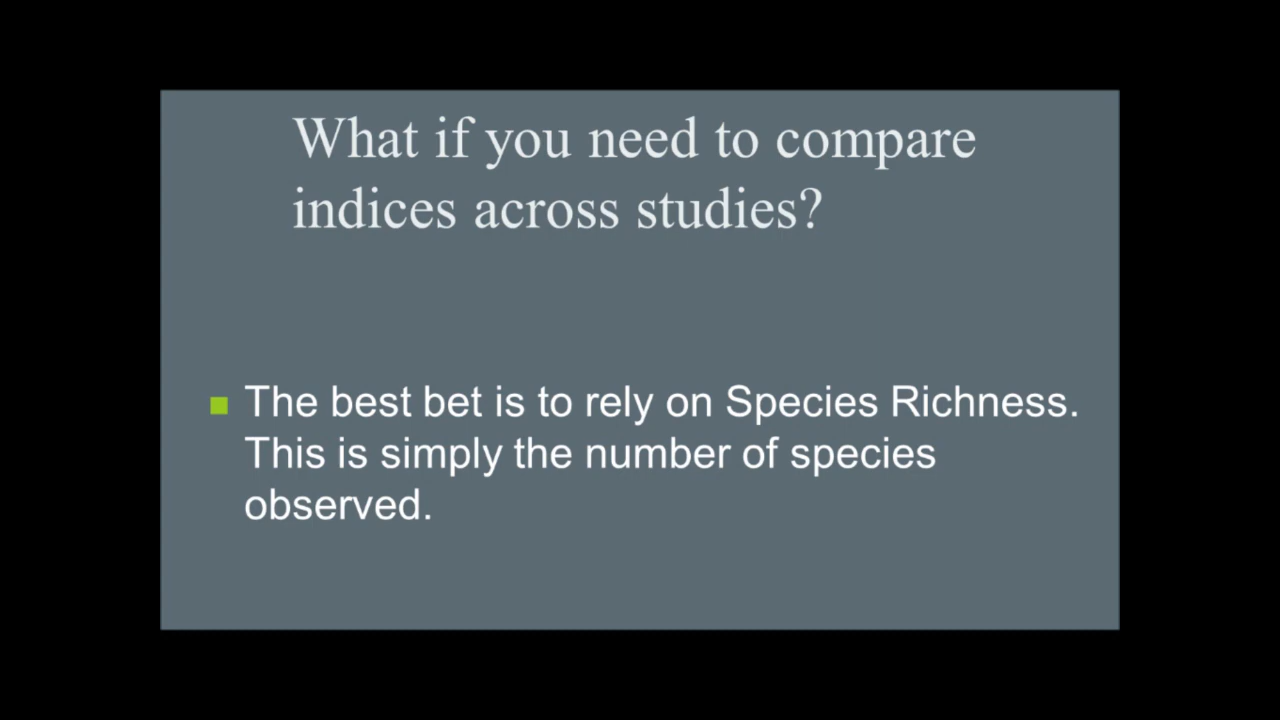 What if you need to compare
indices across studies?
The best bet is to rely on Species Richness.
This is simply the number of species
observed.